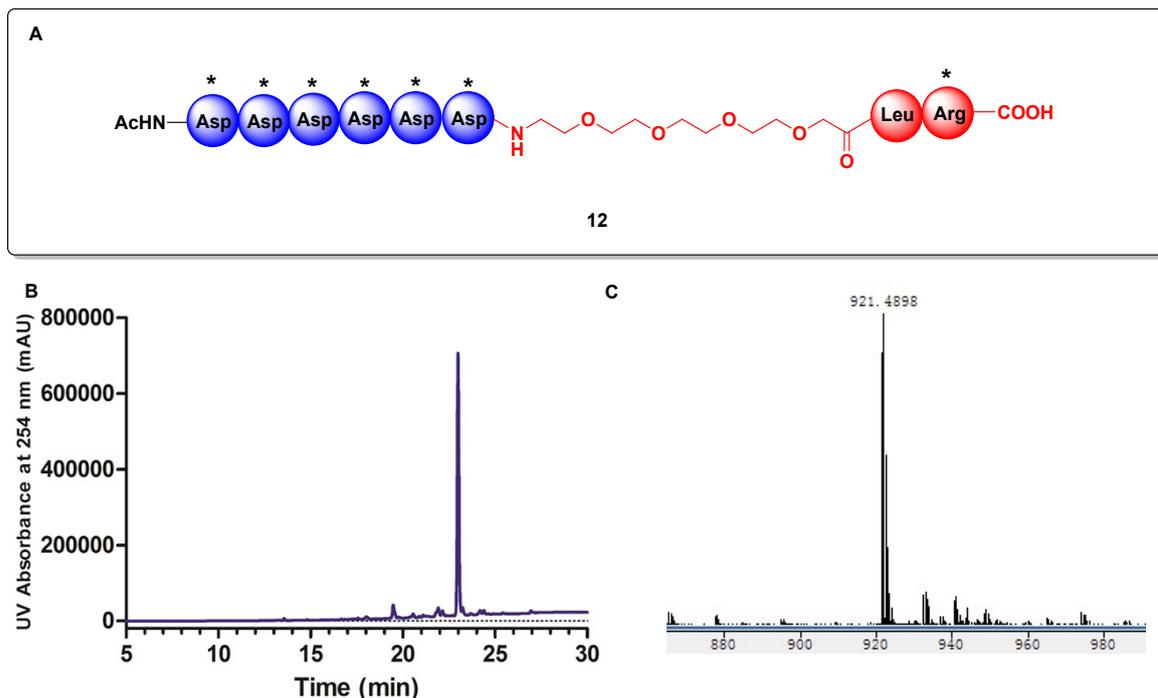 A
* * * * * * *
AcHN Asp Asp Asp Asp Asp Asp N H O O O O O Leu Arg COOH
12
B
UV Absorbance at 254 nm (mAU)
800000
600000
400000
200000
0
5 10 15 20 25 30
Time (min)
C
921.4898
880 900 920 940 960 980